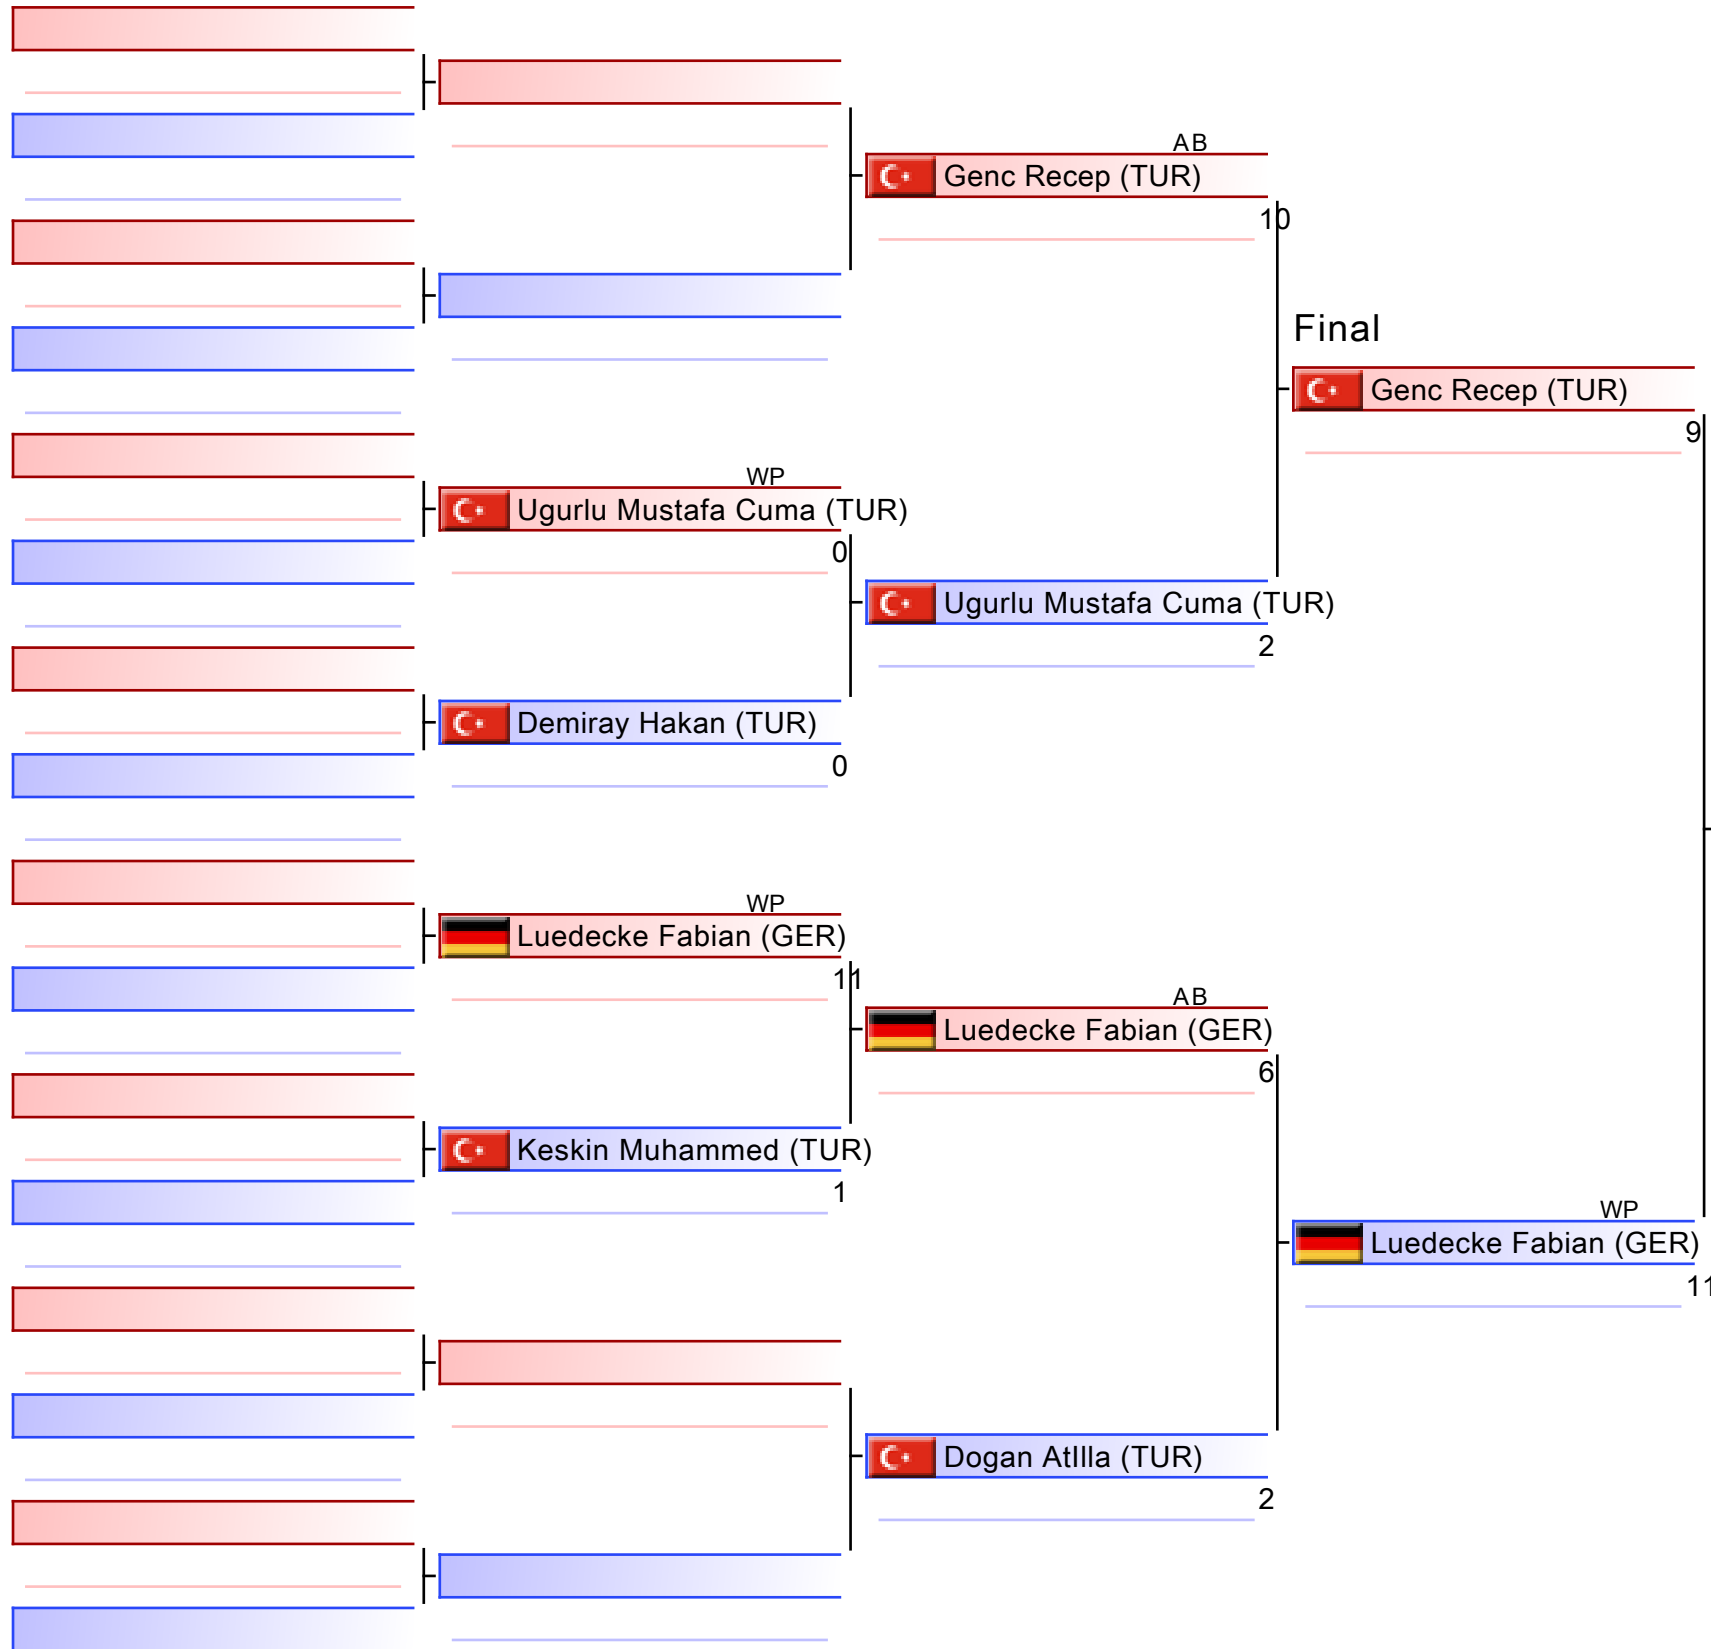 AB
Genc Recep (TUR)
10
Final
Genc Recep (TUR)
9
WP
Ugurlu Mustafa Cuma (TUR)
0
Ugurlu Mustafa Cuma (TUR)
2
Demiray Hakan (TUR)
0
WP
Luedecke Fabian (GER)
11
AB
Luedecke Fabian (GER)
6
Keskin Muhammed (TUR)
1
WP
Luedecke Fabian (GER)
11
Dogan AtIlla (TUR)
2